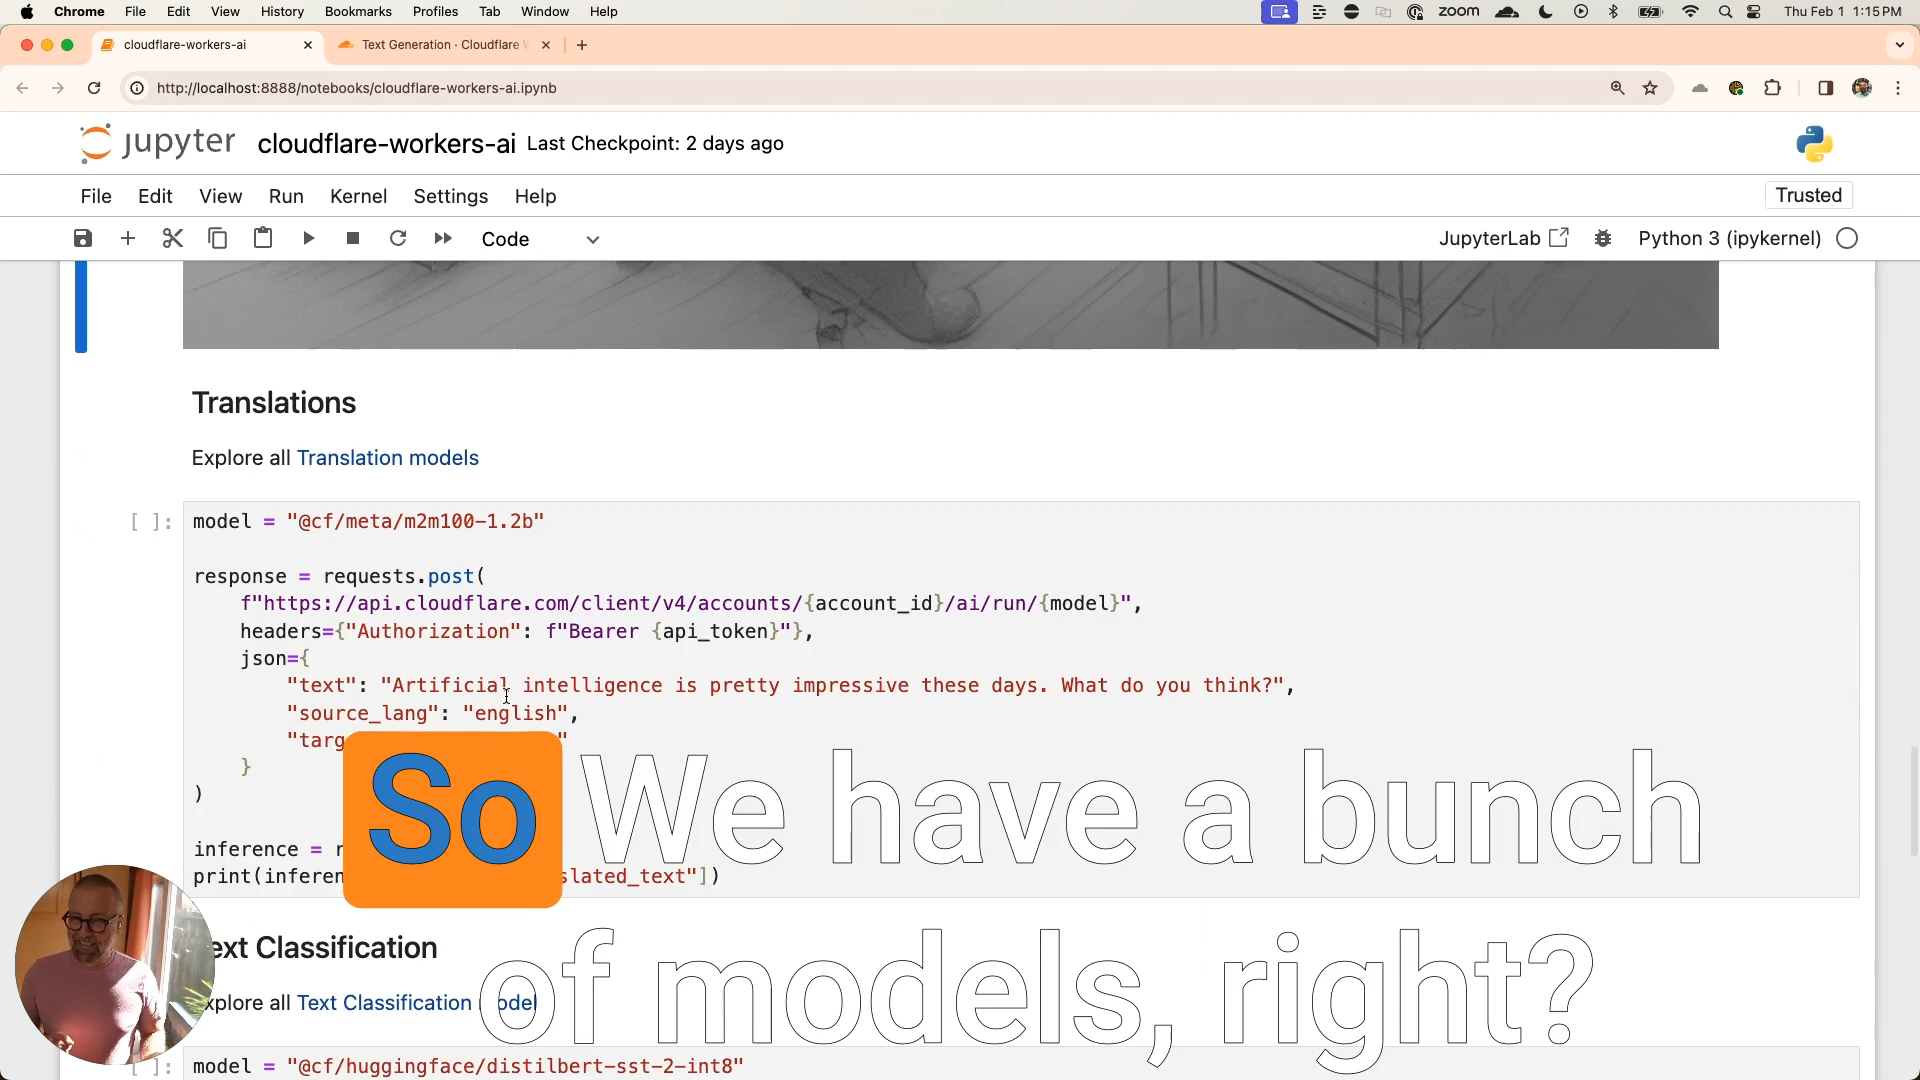 Chrome File Edit View History Bookmarks Profiles Tab Window Help zoom Thu Feb 1 1:15 PM
cloudflare-workers-ai Text Generation · Cloudflare
http://localhost:8888/notebooks/cloudflare-workers-ai.ipynb
jupyter cloudflare-workers-ai Last Checkpoint: 2 days ago
File Edit View Run Kernel Settings Help Trusted
Code JupyterLab Python 3 (ipykernel)
Translations
Explore all Translation models
[ ]: model = "@cf/meta/m2m100-1.2b"
response = requests.post(
f"https://api.cloudflare.com/client/v4/accounts/{account_id}/ai/run/{model}",
headers={"Authorization": f"Bearer {api_token}"},
json={
"text": "Artificial intelligence is pretty impressive these days. What do you think?",
"source_lang": "english",
"targ "
}
)
So We have a bunch
inference = r
print(inferen slated_text"])
of models, right?
ext Classification
xplore all Text Classification odel
[ ]: model = "@cf/huggingface/distilbert-sst-2-int8"